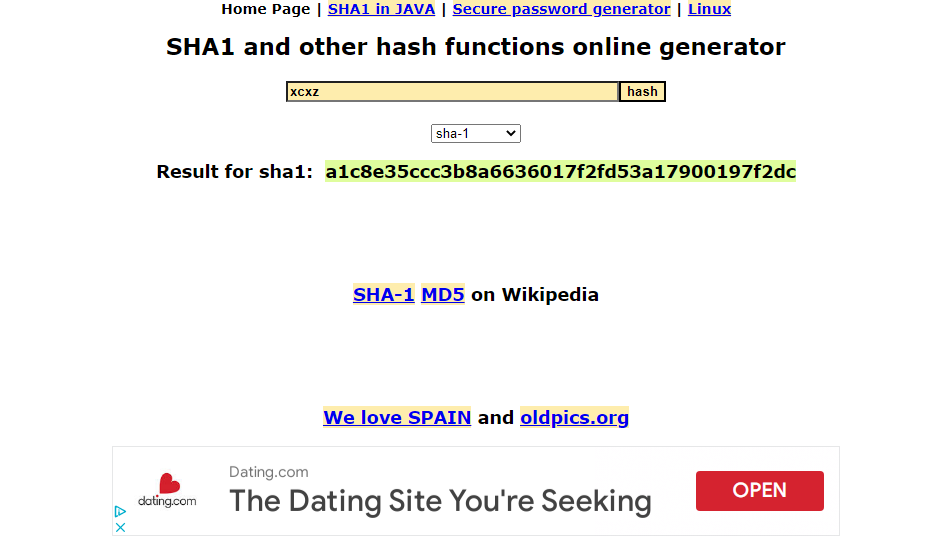 Home Page | SHA1 in JAVA | Secure password generator | Linux
SHA1 and other hash functions online generator
xcxz hash
sha-1
Result for sha1: a1c8e35ccc3b8a6636017f2fd53a17900197f2dc
SHA-1 MD5 on Wikipedia
We love SPAIN and oldpics.org
Dating.com
dating.com
The Dating Site You're Seeking
OPEN